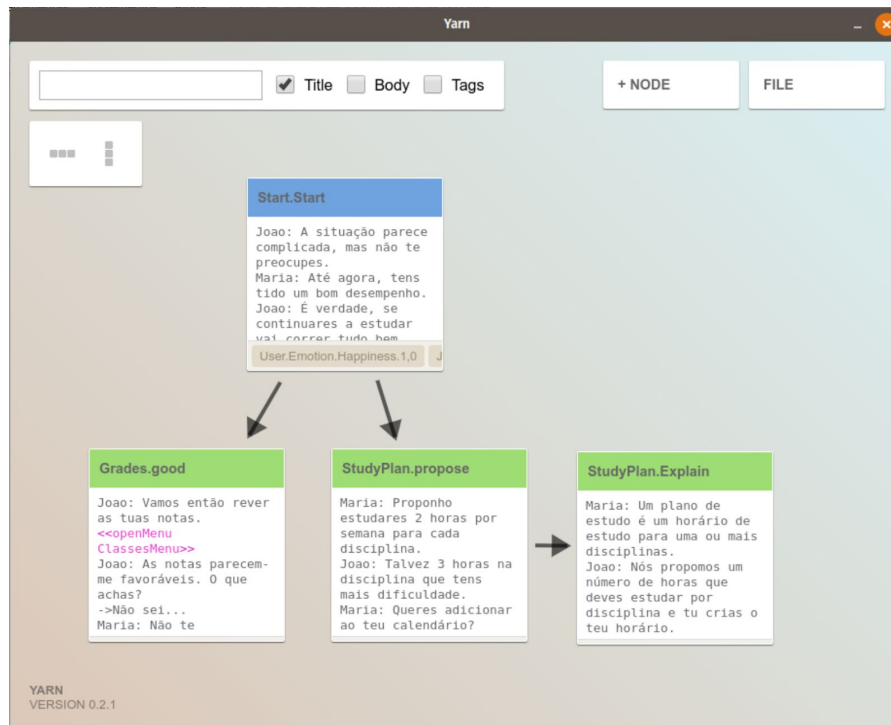 Yarn
Title Body Tags
+ NODE
FILE
Start.Start
Joao: A situação parece
complicada, mas não te
preocupes.
Maria: Até agora, tens
tido um bom desempenho.
Joao: É verdade, se
continuares a estudar
vai correr tudo bem
User.Emotion.Happiness.1,0 J
Grades.good
Joao: Vamos então rever
as tuas notas.
<<openMenu
ClassesMenu>>
Joao: As notas parecem-
me favoráveis. O que
achas?
->Não sei...
Maria: Não te
StudyPlan.propose
Maria: Proponho
estudares 2 horas por
semana para cada
disciplina.
Joao: Talvez 3 horas na
disciplina que tens
mais dificuldade.
Maria: Queres adicionar
ao teu calendário?
StudyPlan.Explain
Maria: Um plano de
estudo é um horário de
estudo para uma ou mais
disciplinas.
Joao: Nós propomos um
número de horas que
deves estudar por
disciplina e tu crias o
teu horário.
YARN
VERSION 0.2.1